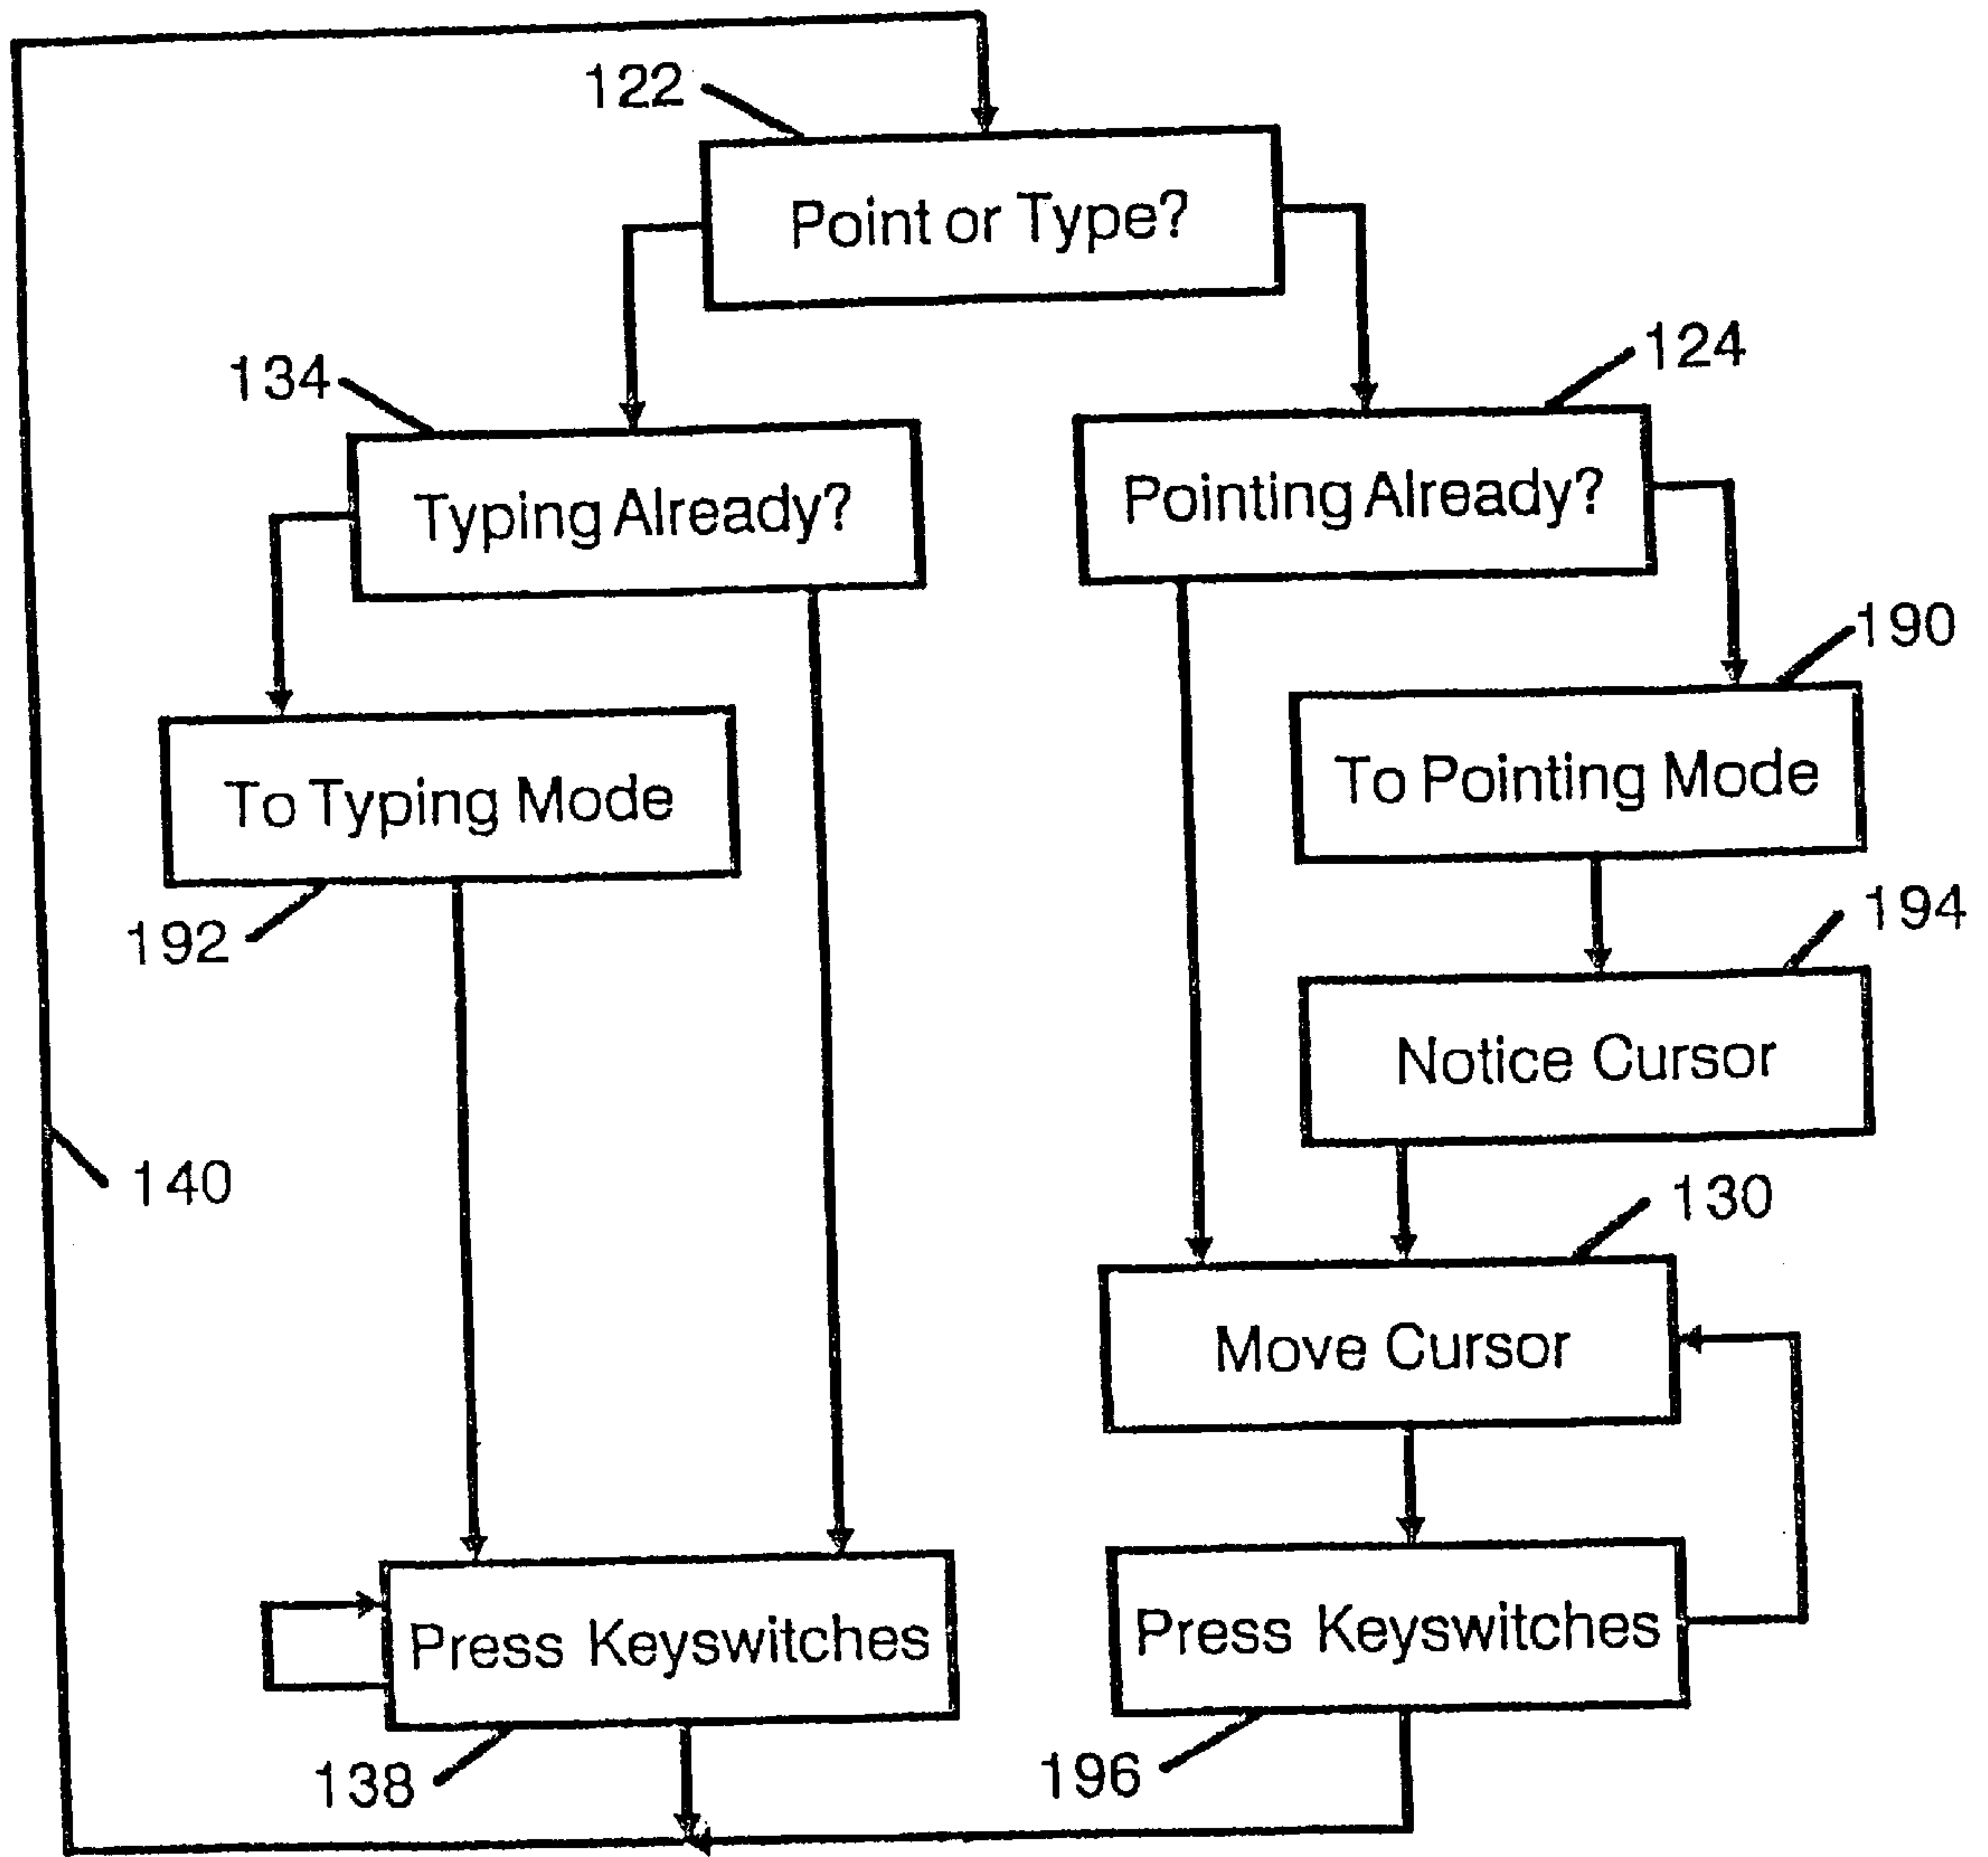 122
Point or Type?
134
124
Typing Already?
Pointing Already?
190
To Typing Mode
To Pointing Mode
192
194
Notice Cursor
140
130
Move Cursor
Press Keyswitches
Press Keyswitches
138
196